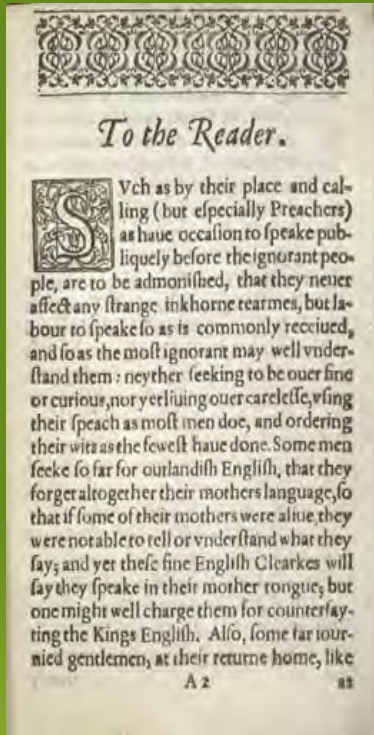 To the Reader.
SVch as by their place and cal-
ling (but eſpecially Preachers)
as haue occaſion to ſpeake pub-
liquely before the ignorant peo-
ple, are to be admoniſhed, that they neuer
affect any ſtrange inkhorne tearmes, but la-
bour to ſpeake ſo as is commonly receiued,
and ſo as the moſt ignorant may well vnder-
ſtand them: neyther ſeeking to be ouer fine
or curious, nor yet liuing ouer careleſſe, vſing
their ſpeach as moſt men doe, and ordering
their wits as the feweſt haue done. Some men
ſeeke ſo far for outlandiſh Engliſh, that they
forget altogether their mothers language, ſo
that if ſome of their mothers were aliue, they
were not able to tell or vnderſtand what they
ſay; and yet theſe fine Engliſh Clearkes will
ſay they ſpeake in their mother tongue; but
one might well charge them for counterfay-
ting the Kings Engliſh. Alſo, ſome far iour-
nied gentlemen, at their returne home, like
A 2 as